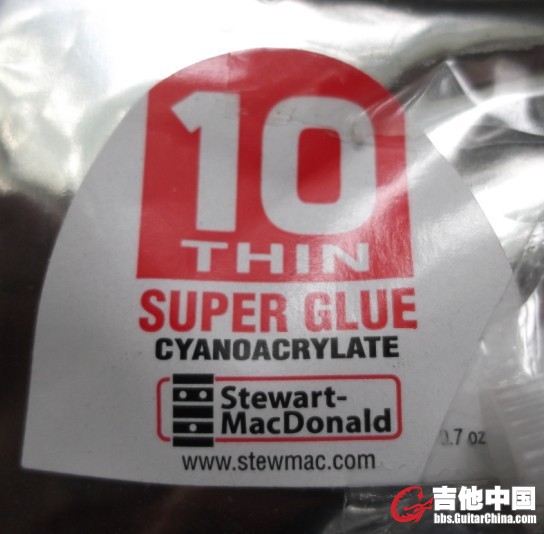 10
THIN
SUPER GLUE
CYANOACRYLATE
Stewart-
MacDonald
www.stewmac.com
0.7 oz
吉他中国
bbs.GuitarChina.com